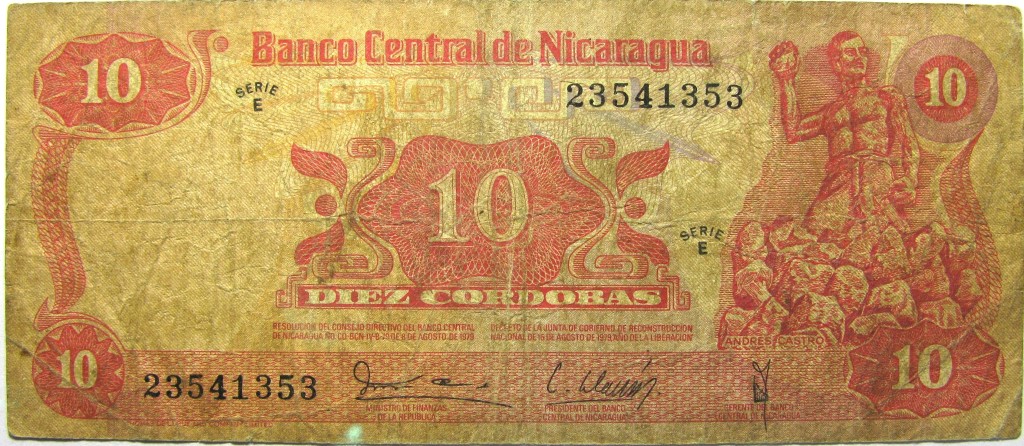 Banco Central de Nicaragua
10
10
SERIE
E
23541353
10
SERIE
E
DIEZ CORDOBAS
RESOLUCION DEL CONSEJO DIRECTIVO DEL BANCO CENTRAL
DECRETO DE LA JUNTA DE GOBIERNO DE RECONSTRUCCION
NACIONAL DE 16 DE AGOSTO DE 1979 AÑO DE LA LIBERACION
ANDRES CASTRO
10
10
23541353
MINISTRO DE FINANZAS
DE LA REPUBLICA
PRESIDENTE DEL BANCO
CENTRAL DE NICARAGUA
GERENTE DEL BANCO
CENTRAL DE NICARAGUA